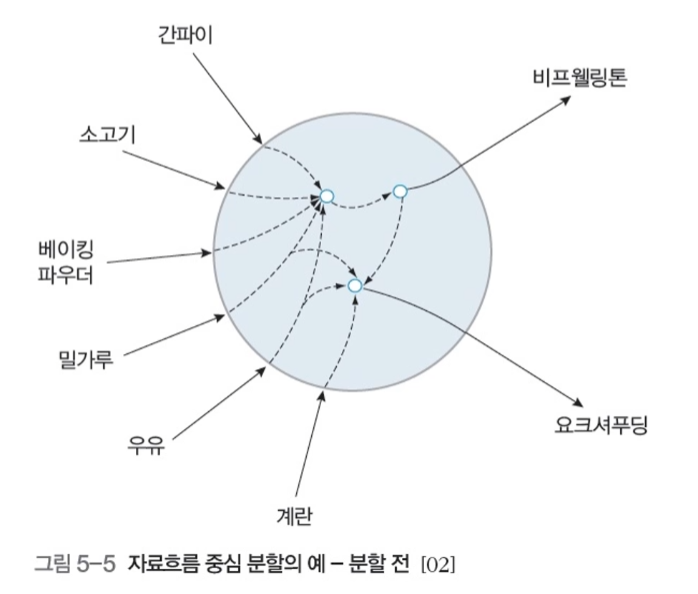 간파이
비프웰링톤
소고기
베이킹
파우더
밀가루
우유
요크셔푸딩
계란
그림 5-5 자료흐름 중심 분할의 예 – 분할 전 [02]